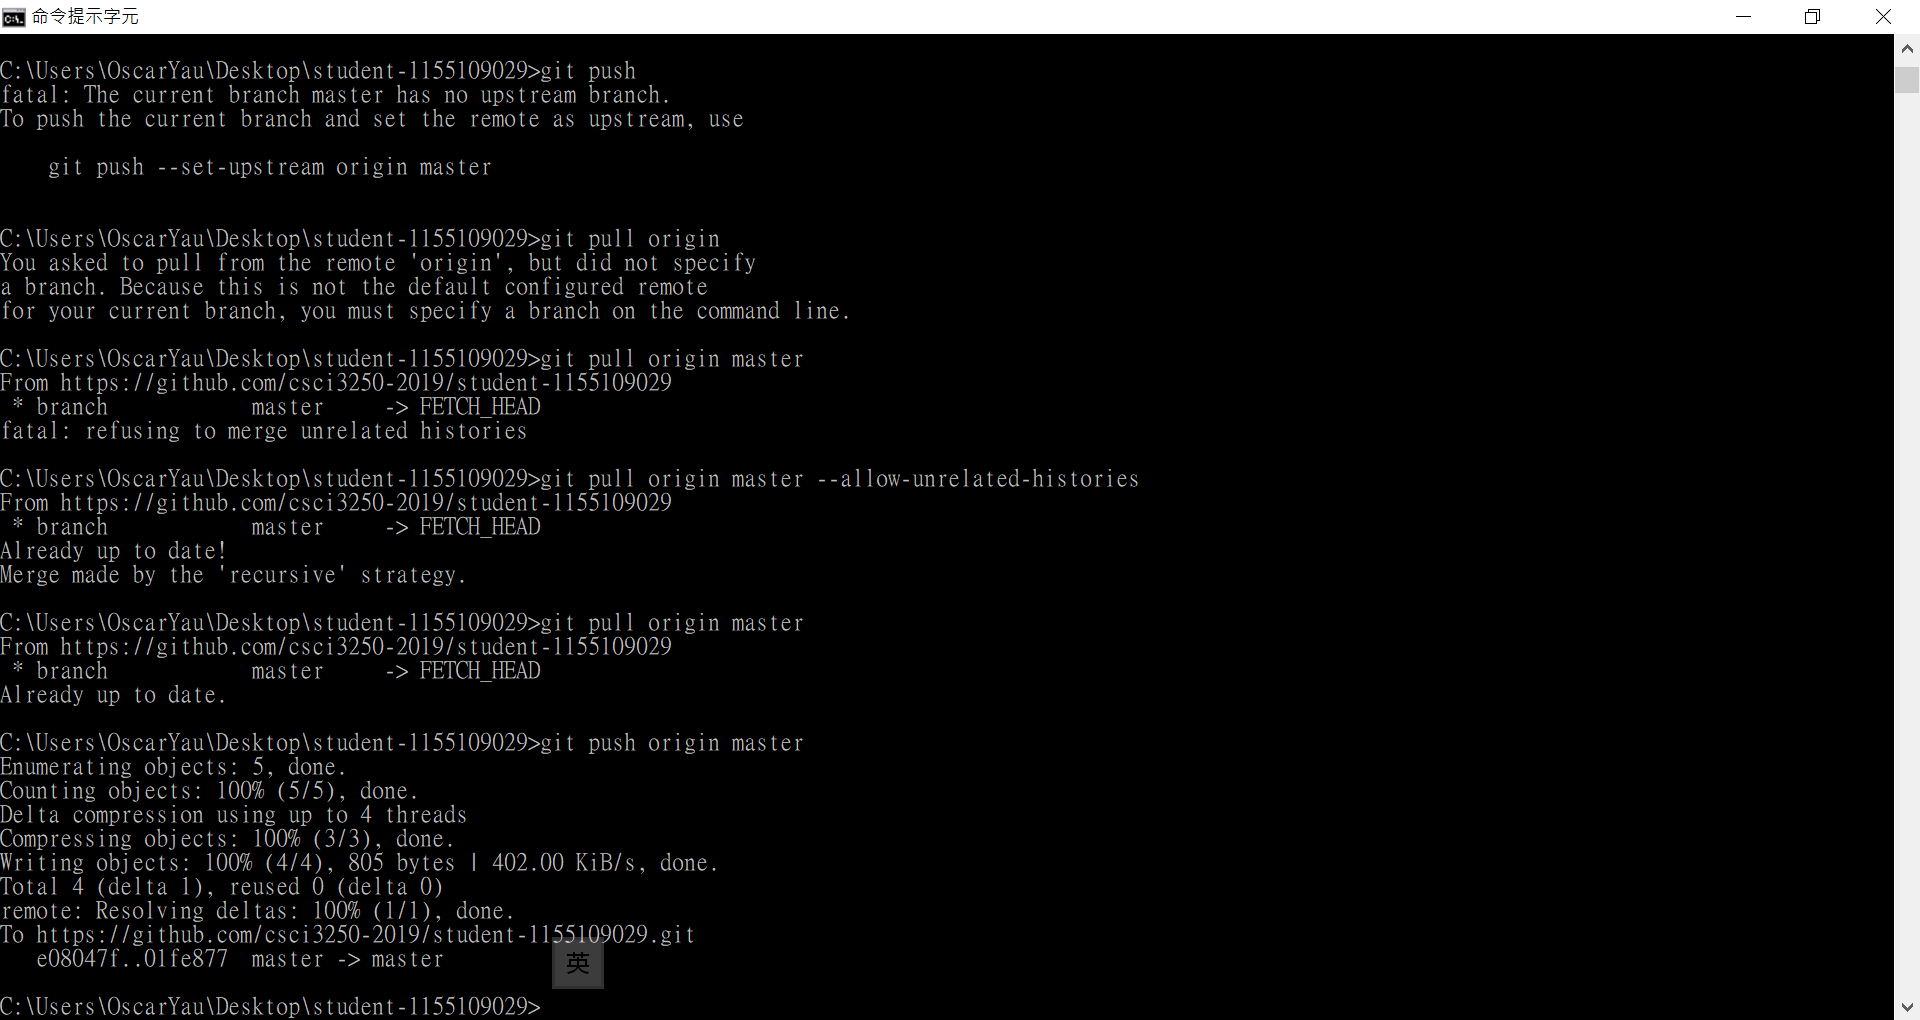 命令提示字元
C:\Users\OscarYau\Desktop\student-1155109029>git push
fatal: The current branch master has no upstream branch.
To push the current branch and set the remote as upstream, use
    git push --set-upstream origin master
C:\Users\OscarYau\Desktop\student-1155109029>git pull origin
You asked to pull from the remote 'origin', but did not specify
a branch. Because this is not the default configured remote
for your current branch, you must specify a branch on the command line.
C:\Users\OscarYau\Desktop\student-1155109029>git pull origin master
From https://github.com/csci3250-2019/student-1155109029
 * branch            master     -> FETCH_HEAD
fatal: refusing to merge unrelated histories
C:\Users\OscarYau\Desktop\student-1155109029>git pull origin master --allow-unrelated-histories
From https://github.com/csci3250-2019/student-1155109029
 * branch            master     -> FETCH_HEAD
Already up to date!
Merge made by the 'recursive' strategy.
C:\Users\OscarYau\Desktop\student-1155109029>git pull origin master
From https://github.com/csci3250-2019/student-1155109029
 * branch            master     -> FETCH_HEAD
Already up to date.
C:\Users\OscarYau\Desktop\student-1155109029>git push origin master
Enumerating objects: 5, done.
Counting objects: 100% (5/5), done.
Delta compression using up to 4 threads
Compressing objects: 100% (3/3), done.
Writing objects: 100% (4/4), 805 bytes | 402.00 KiB/s, done.
Total 4 (delta 1), reused 0 (delta 0)
remote: Resolving deltas: 100% (1/1), done.
To https://github.com/csci3250-2019/student-1155109029.git
   e08047f..01fe877  master -> master
英
C:\Users\OscarYau\Desktop\student-1155109029>